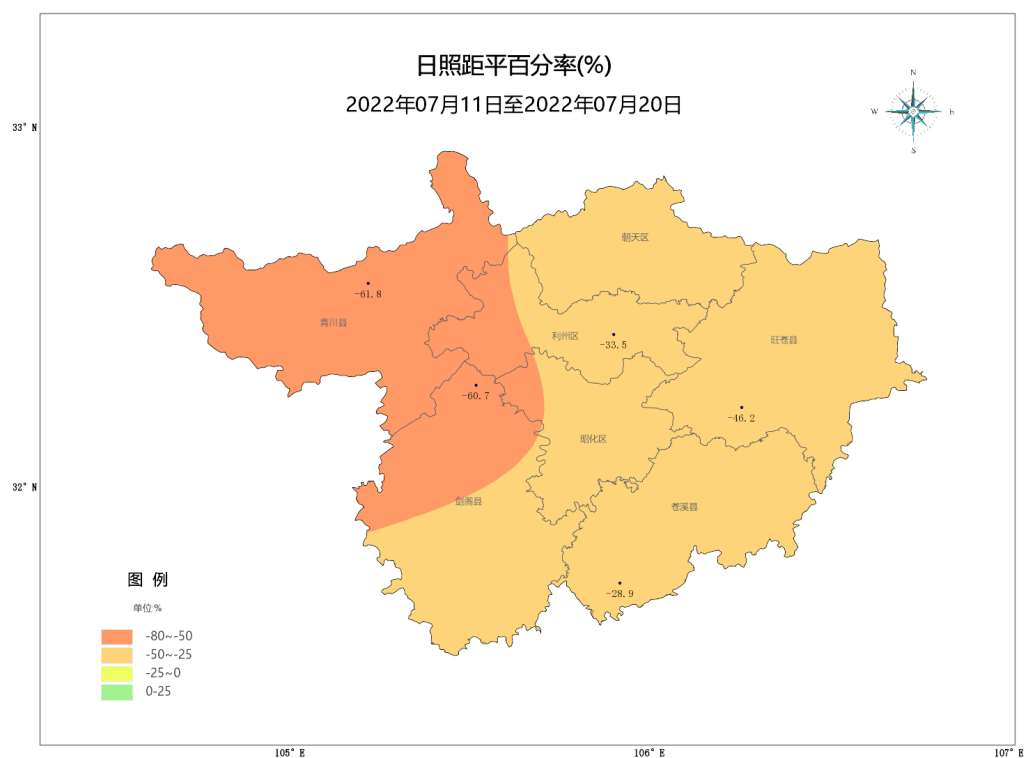 日照距平百分率(%)
2022年07月11日至2022年07月20日
N
W
h
S
33° N
朝天区
-61.8
青川县
利州区
-33.5
旺苍县
-60.7
-46.2
昭化区
32° N
剑阁县
苍溪县
-28.9
图 例
单位 %
-80~-50
-50~-25
-25~0
0-25
105° E
106° E
107° E